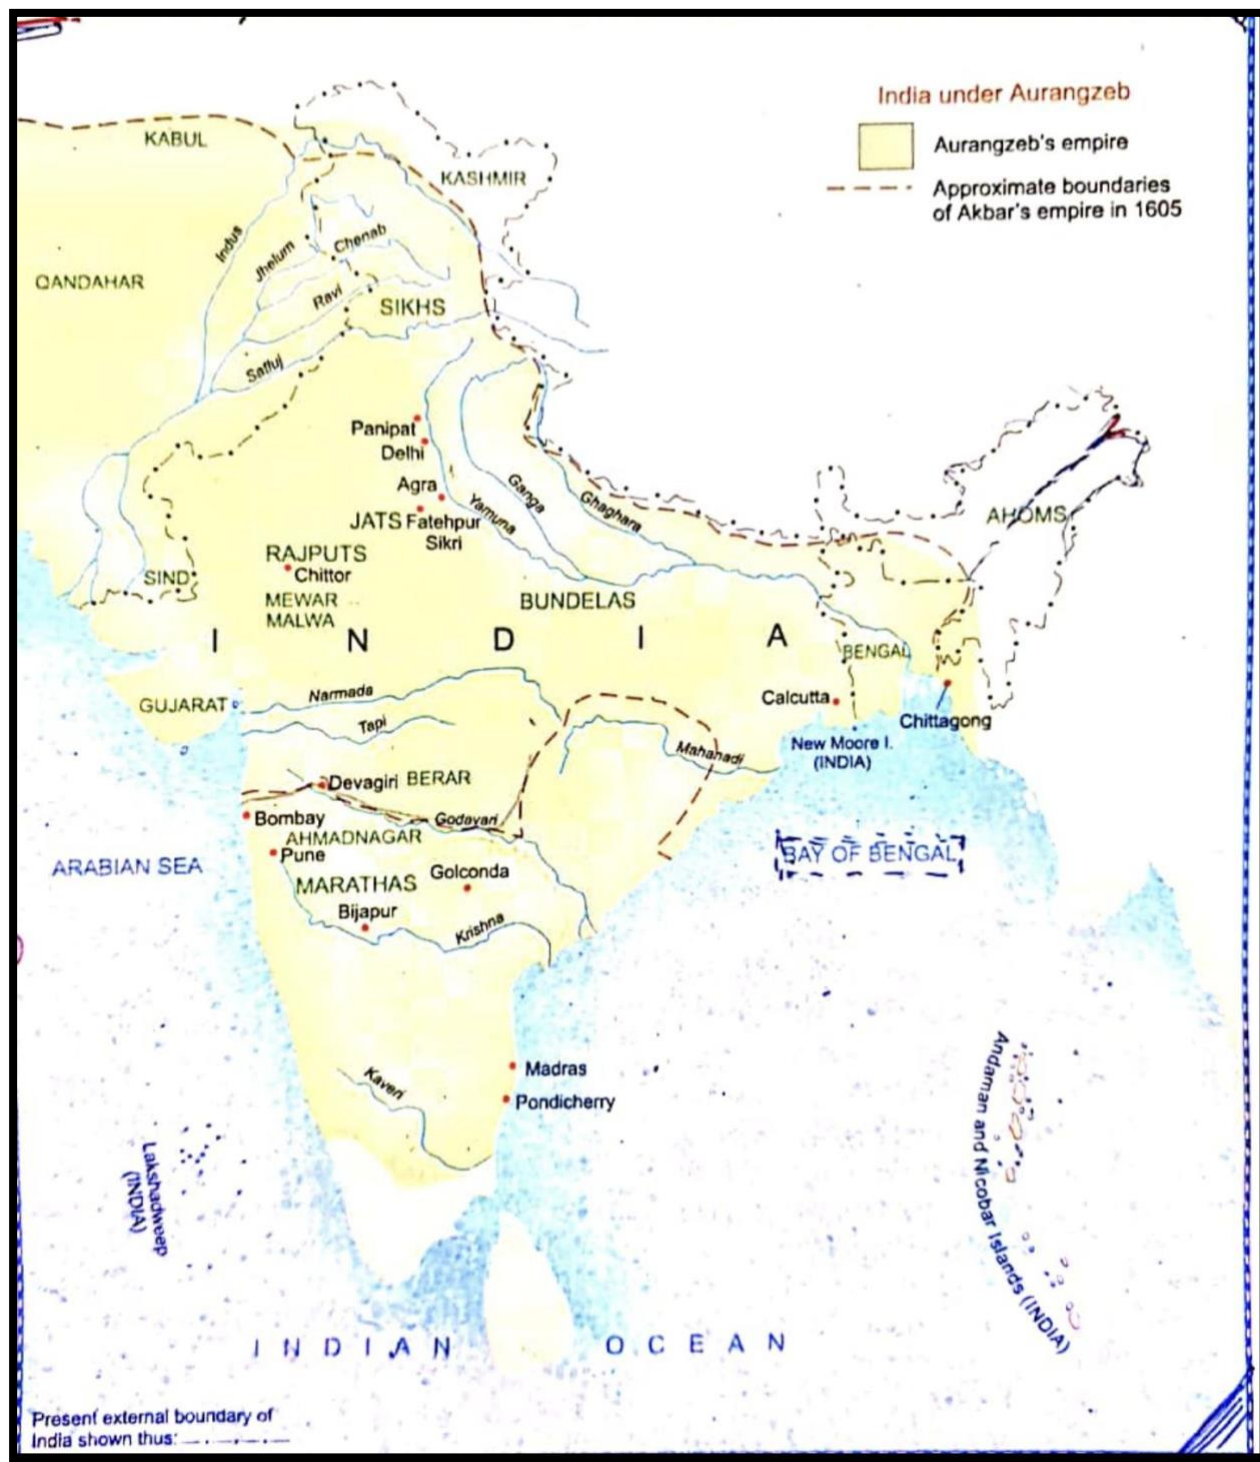 India under Aurangzeb
Aurangzeb's empire
Approximate boundaries
of Akbar's empire in 1605
KABUL
KASHMIR
Indus
Jhelum
Chenab
QANDAHAR
Ravi
SIKHS
Satluj
Panipat
Delhi
Agra
Yamuna
Ganga
Ghaghara
JATS Fatehpur
Sikri
AHOMS
RAJPUTS
Chittor
SIND
MEWAR
MALWA
BUNDELAS
I N D I A
BENGAL
GUJARAT
Narmada
Calcutta
Chittagong
Tapi
New Moore I.
(INDIA)
Mahanadi
Devagiri BERAR
Bombay
Godavari
AHMADNAGAR
Pune
ARABIAN SEA
BAY OF BENGAL
MARATHAS
Golconda
Bijapur
Krishna
Madras
Kaveri
Pondicherry
Andaman and Nicobar Islands (INDIA)
Lakshadweep
(INDIA)
INDIAN OCEAN
Present external boundary of
India shown thus: